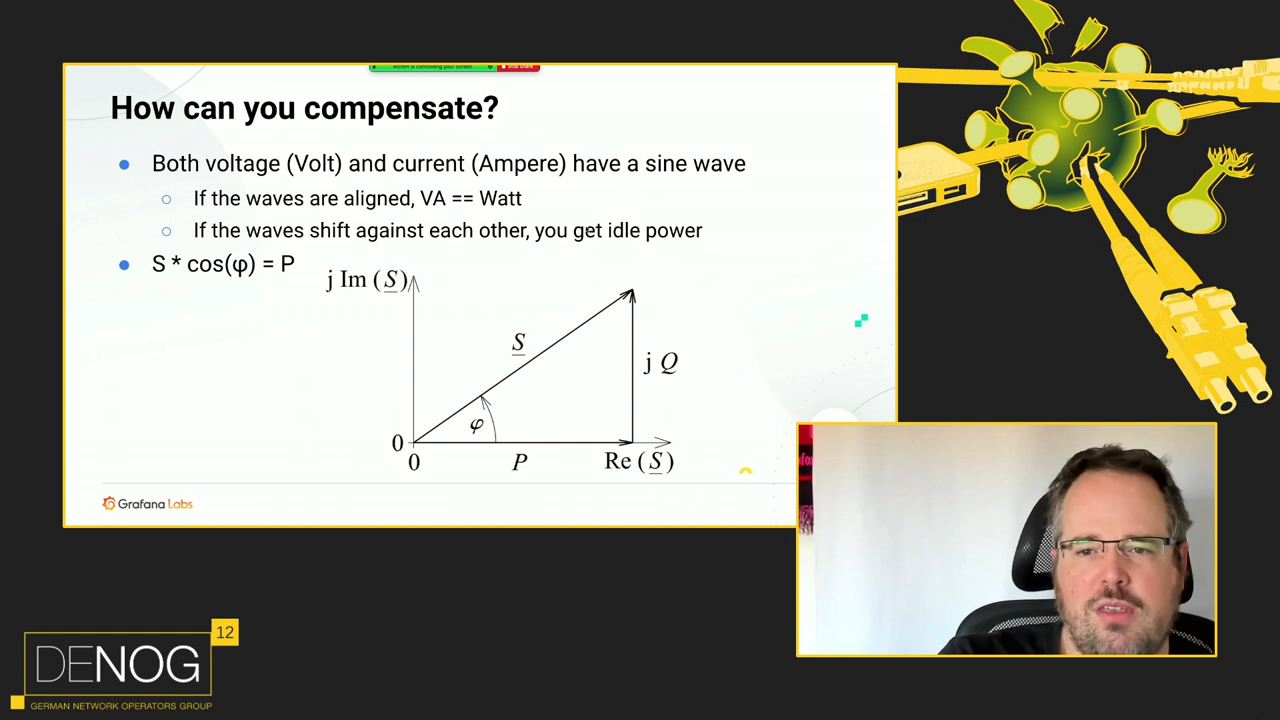 How can you compensate?
Both voltage (Volt) and current (Ampere) have a sine wave
If the waves are aligned, VA == Watt
If the waves shift against each other, you get idle power
S * cos(φ) = P
j Im (S)
S
j Q
φ
0
0
P
Re (S)
Grafana Labs
12
DENOG
GERMAN NETWORK OPERATORS GROUP